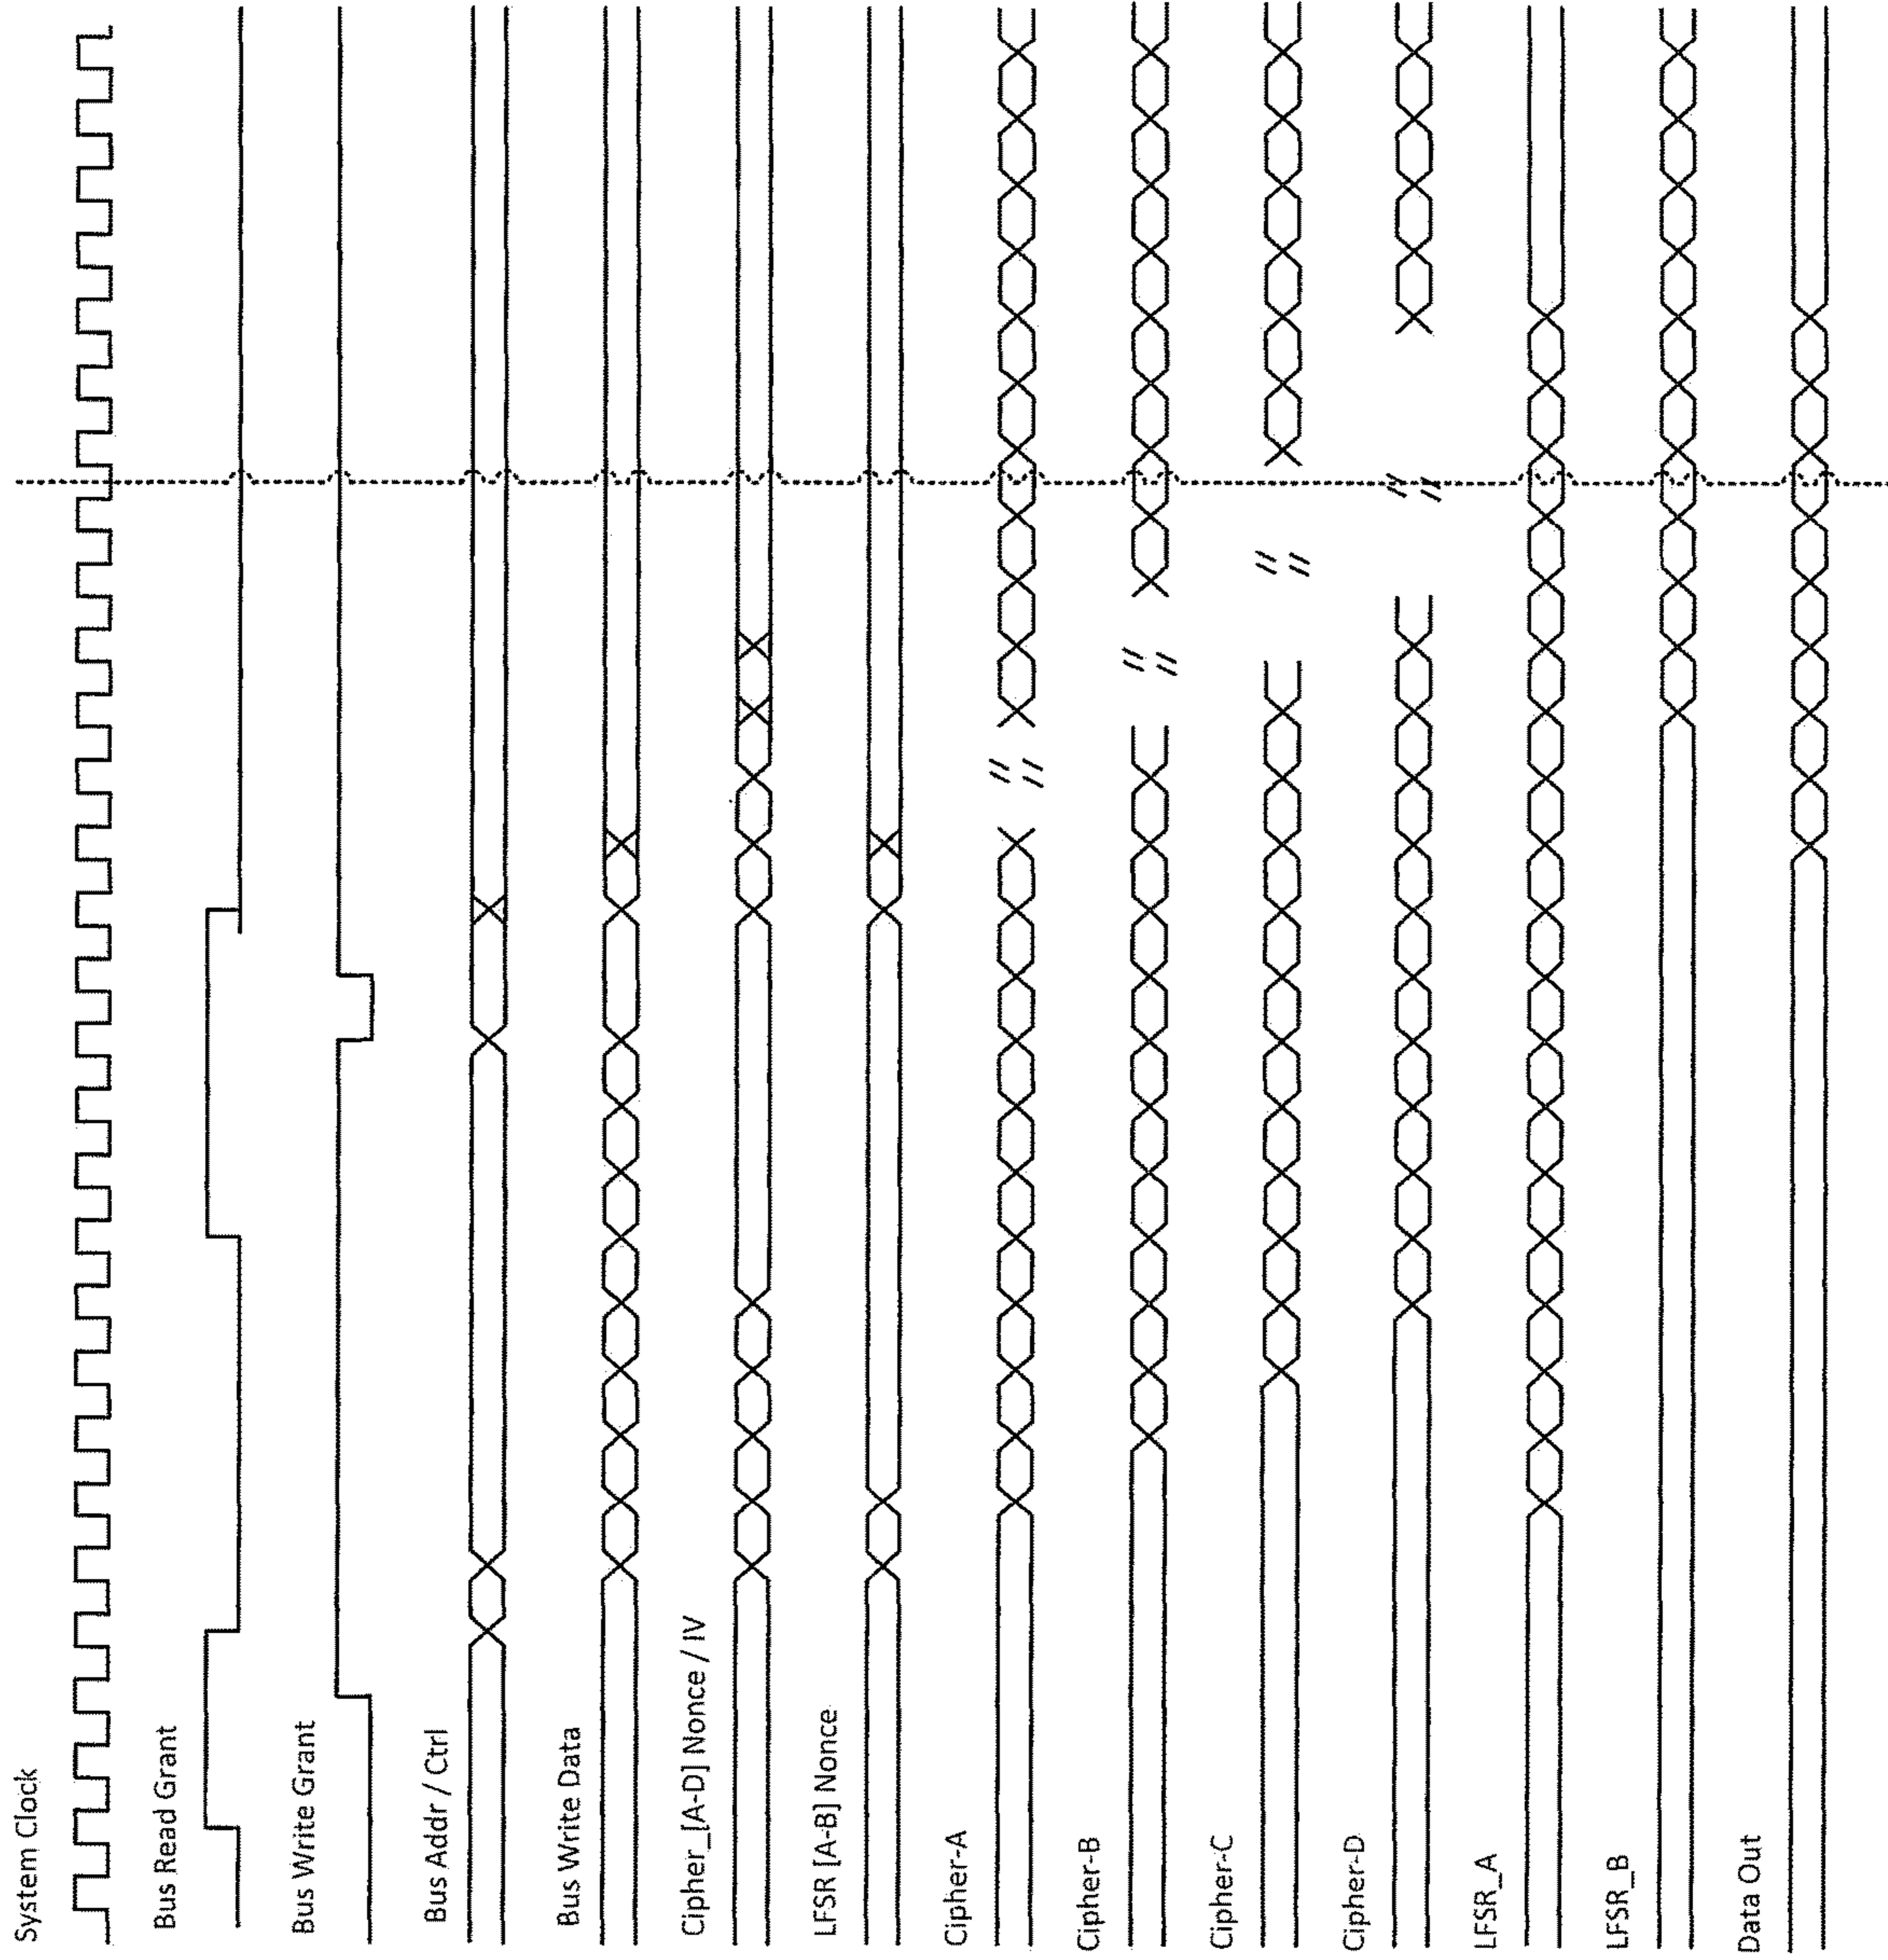 System Clock
Bus Read Grant
Bus Write Grant
Bus Addr / Ctrl
Bus Write Data
Cipher_[A-D] Nonce / IV
LFSR [A-B] Nonce
Cipher-A
Cipher-B
Cipher-C
Cipher-D
LFSR_A
LFSR_B
Data Out